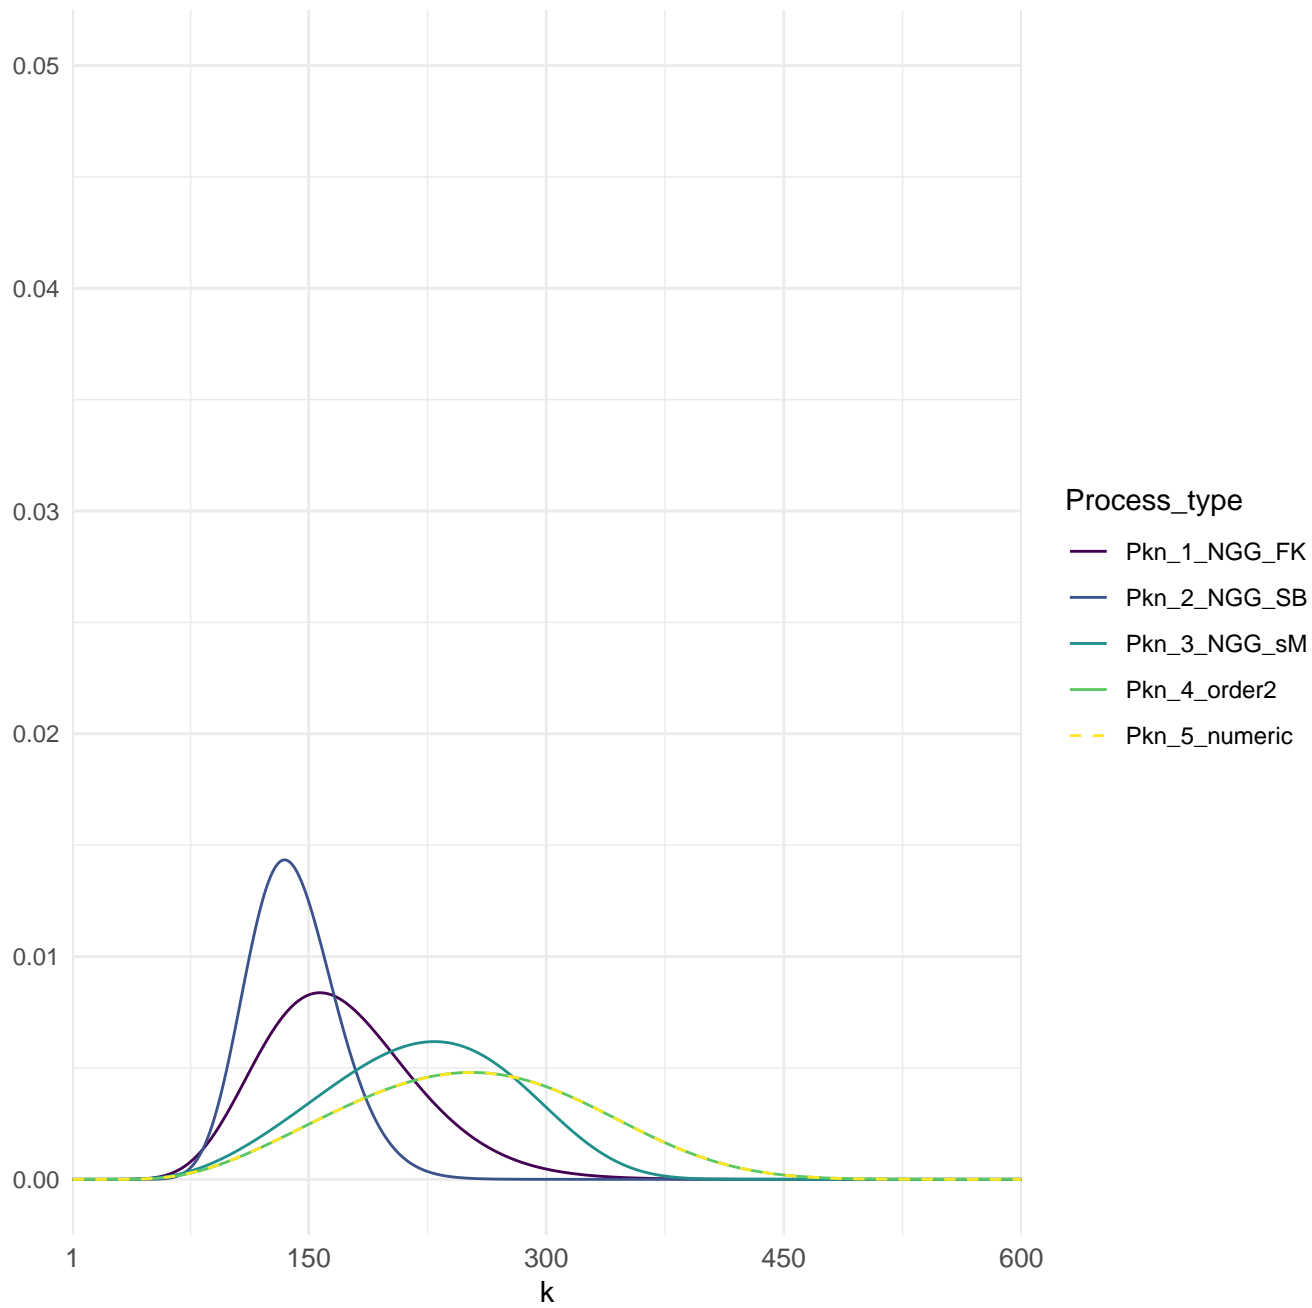 0.05
0.04
0.03
0.02
0.01
0.00
1 150 300 450 600
k
Process_type
Pkn_1_NGG_FK
Pkn_2_NGG_SB
Pkn_3_NGG_sM
Pkn_4_order2
Pkn_5_numeric